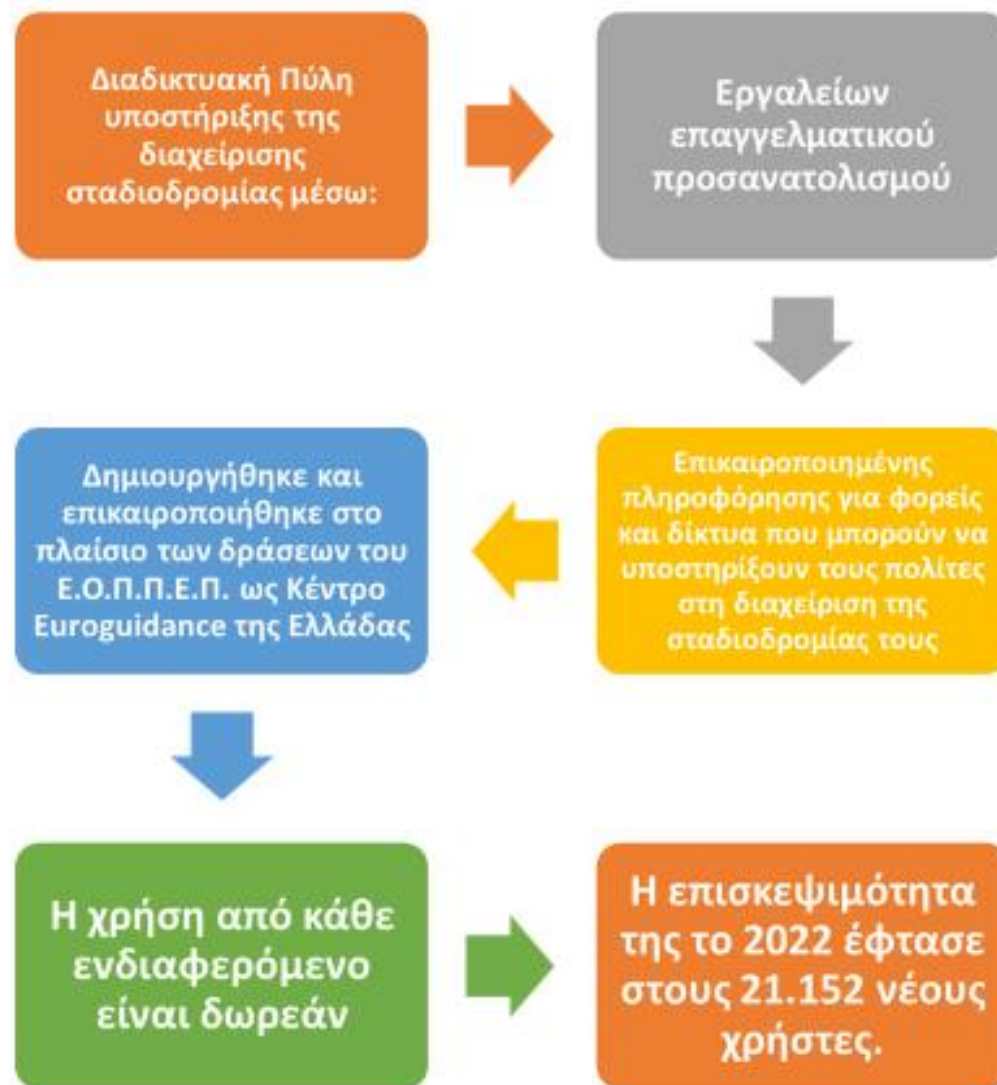 Διαδικτυακή Πύλη
υποστήριξης της
διαχείρισης
σταδιοδρομίας μέσω:
Εργαλείων
επαγγελματικού
προσανατολισμού
Επικαιροποιημένης
πληροφόρησης για φορείς
και δίκτυα που μπορούν να
υποστηρίξουν τους πολίτες
στη διαχείριση της
σταδιοδρομίας τους
Δημιουργήθηκε και
επικαιροποιήθηκε στο
πλαίσιο των δράσεων του
Ε.Ο.Π.Π.Ε.Π. ως Κέντρο
Euroguidance της Ελλάδας
Η χρήση από κάθε
ενδιαφερόμενο
είναι δωρεάν
Η επισκεψιμότητα
της το 2022 έφτασε
στους 21.152 νέους
χρήστες.